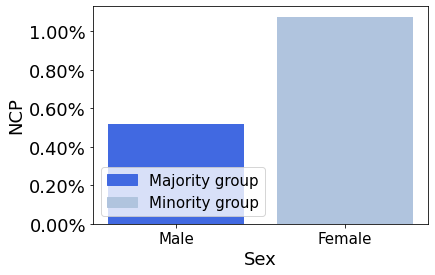 NCP
1.00%
0.80%
0.60%
0.40%
0.20%
0.00%
Majority group
Minority group
Male
Female
Sex